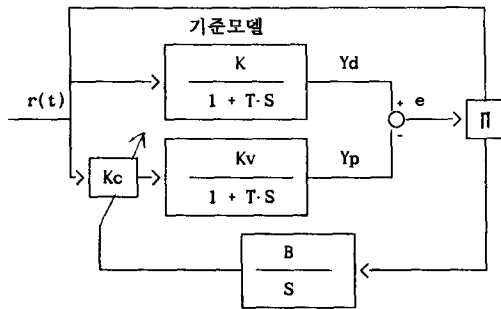 기준모델
K
1 + T·S
Yd
r(t)
+
e
∏
-
Kc
Kv
1 + T·S
Yp
B
S